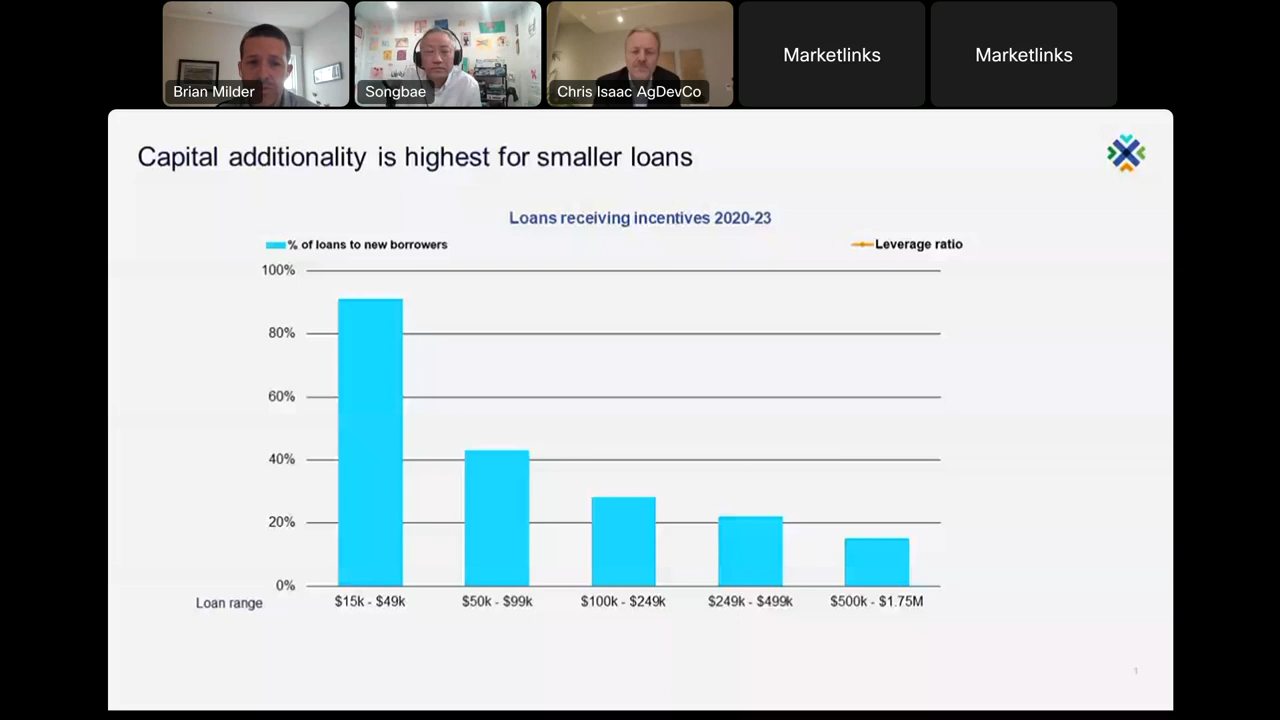 Brian Milder
Songbae
Chris Isaac AgDevCo
Marketlinks
Marketlinks
Capital additionality is highest for smaller loans
Loans receiving incentives 2020-23
% of loans to new borrowers
Leverage ratio
100%
80%
60%
40%
20%
0%
Loan range
$15k - $49k
$50k - $99k
$100k - $249k
$249k - $499k
$500k - $1.75M
1